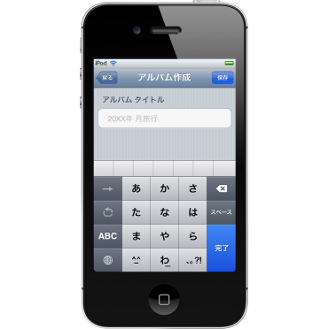 iPod
戻る アルバム作成 保存
アルバム タイトル
20XX年 月旅行
→ あ か さ
た な は スペース
ABC ま や ら
完了
^^ わ 、。?!